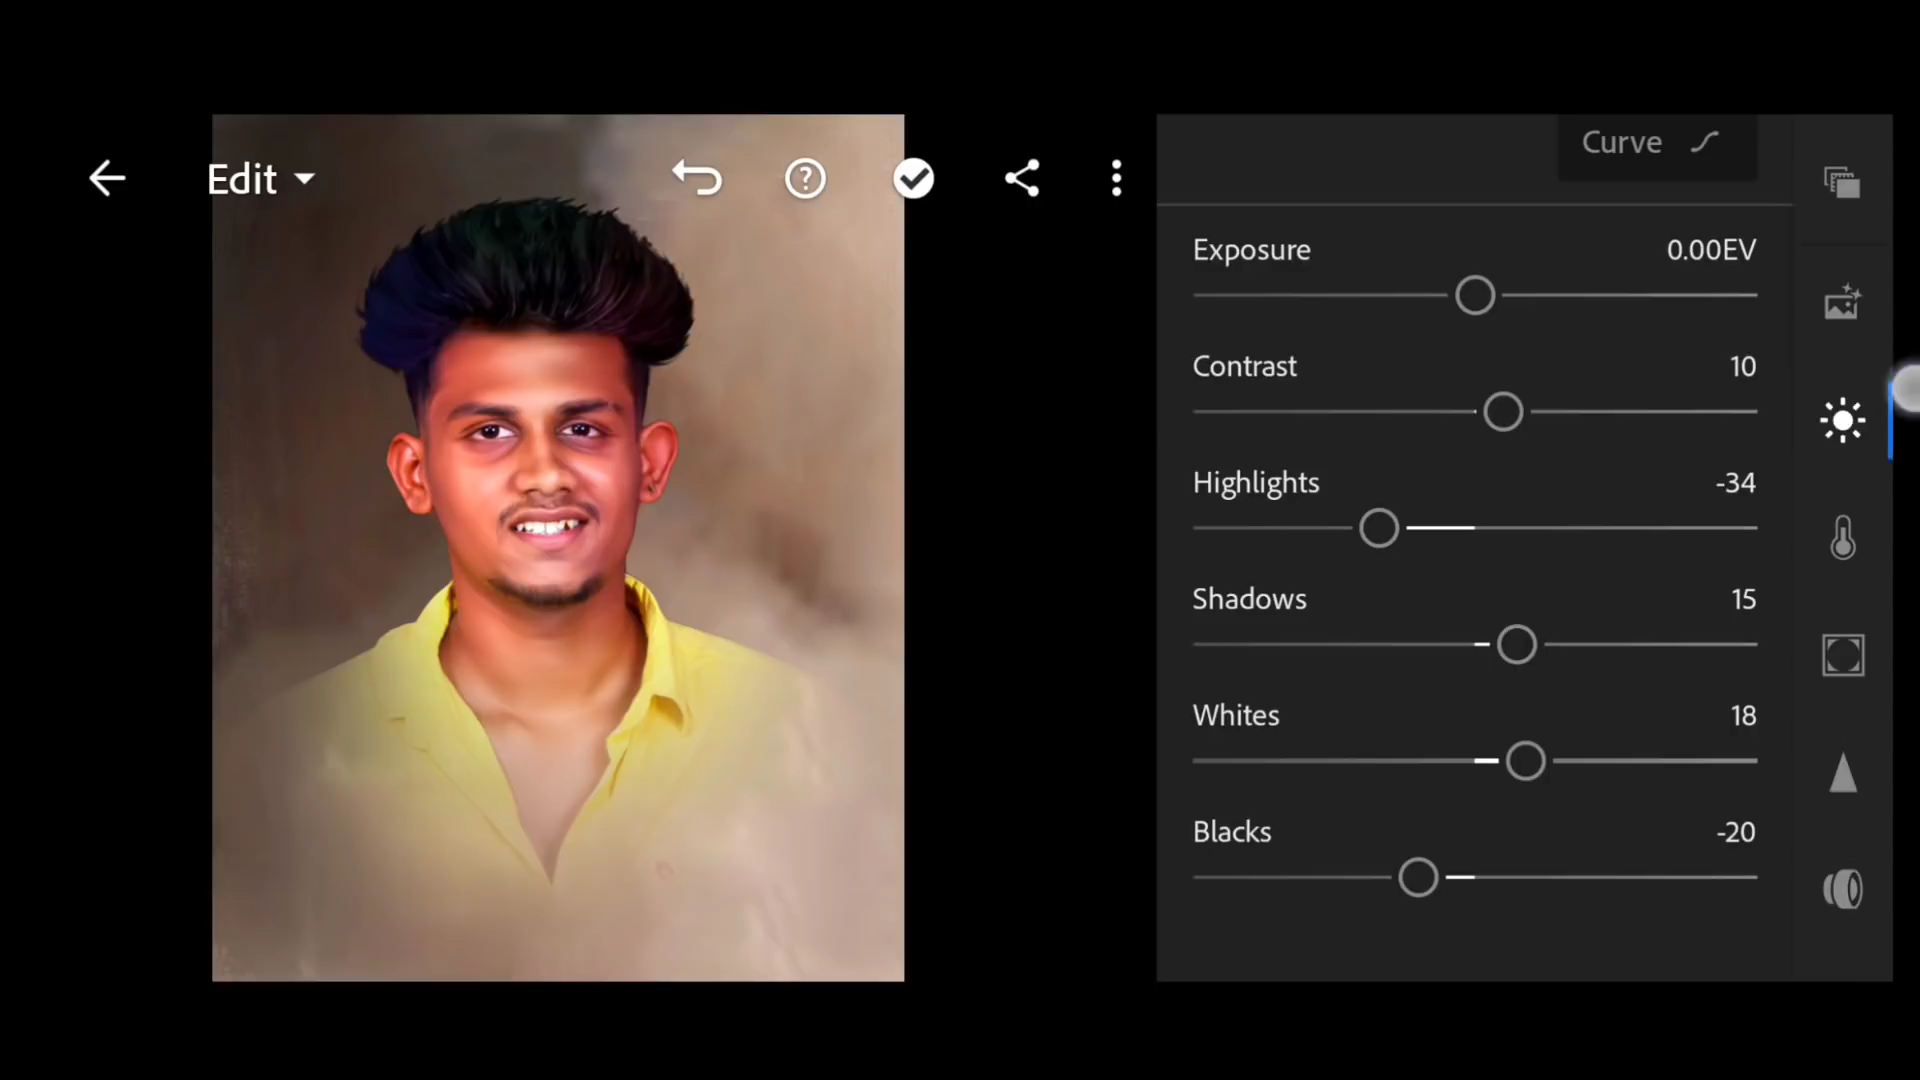 Edit
Curve
Exposure 0.00EV
Contrast 10
Highlights -34
Shadows 15
Whites 18
Blacks -20